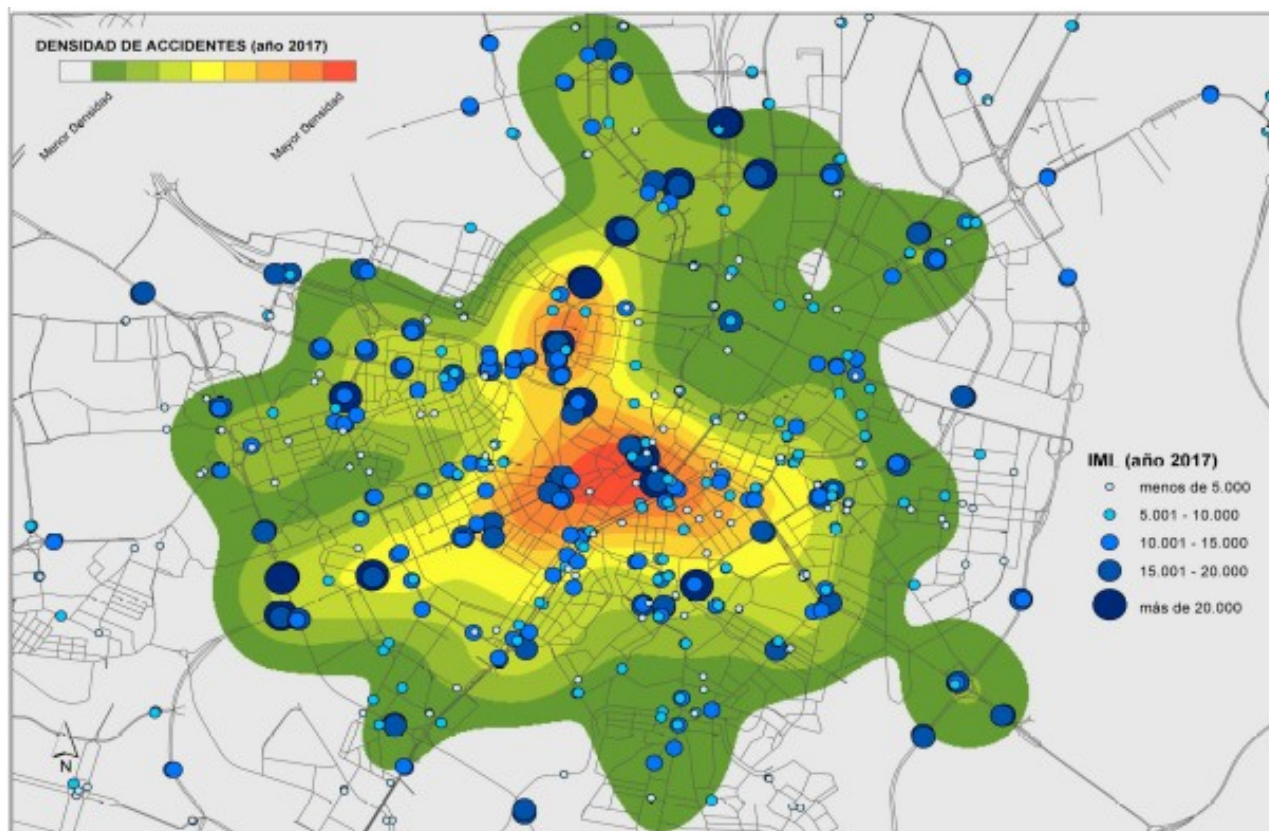 DENSIDAD DE ACCIDENTES (año 2017)
Menor Densidad
Mayor Densidad
IMI_ (año 2017)
menos de 5.000
5.001 - 10.000
10.001 - 15.000
15.001 - 20.000
más de 20.000
N